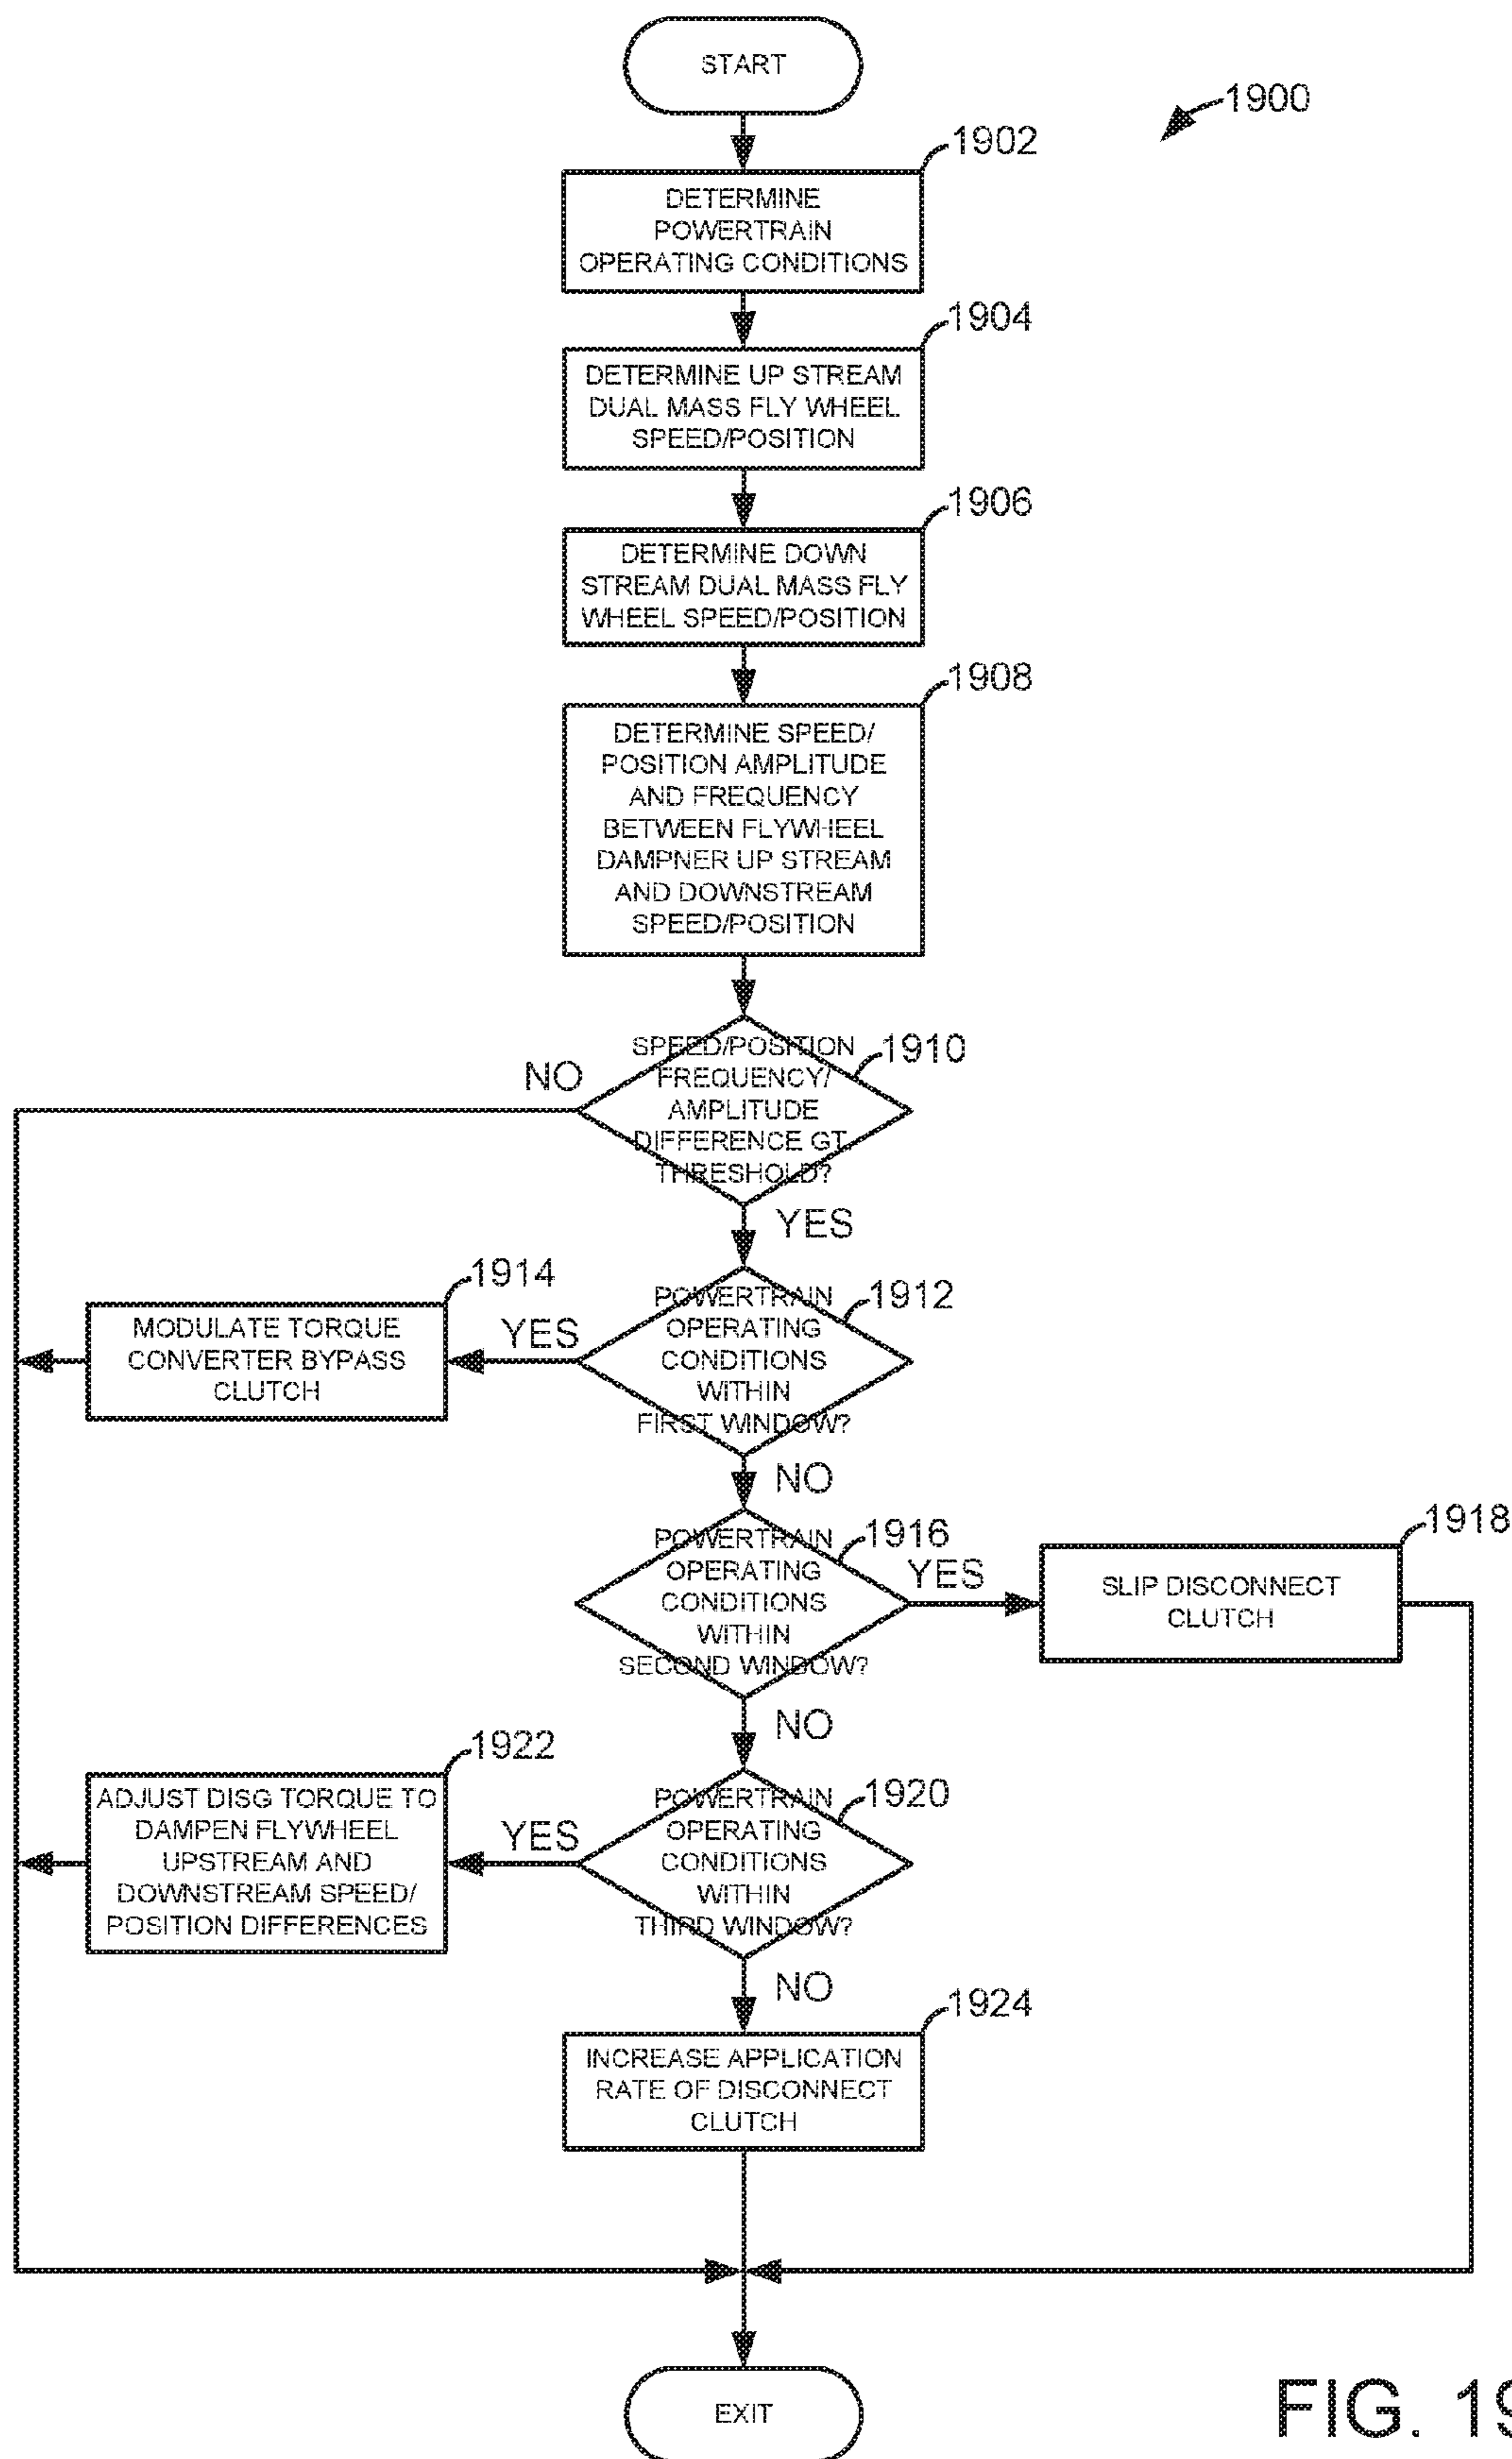 START
1900
1902
DETERMINE
POWERTRAIN
OPERATING CONDITIONS
1904
DETERMINE UP STREAM
DUAL MASS FLY WHEEL
SPEED/POSITION
1906
DETERMINE DOWN
STREAM DUAL MASS FLY
WHEEL SPEED/POSITION
1908
DETERMINE SPEED/
POSITION AMPLITUDE
AND FREQUENCY
BETWEEN FLYWHEEL
DAMPNER UP STREAM
AND DOWNSTREAM
SPEED/POSITION
1910
SPEED/POSITION
FREQUENCY/
AMPLITUDE
DIFFERENCE GT.
THRESHOLD?
NO
YES
1912
POWERTRAIN
OPERATING
CONDITIONS
WITHIN
FIRST WINDOW?
YES
1914
MODULATE TORQUE
CONVERTER BYPASS
CLUTCH
NO
1916
POWERTRAIN
OPERATING
CONDITIONS
WITHIN
SECOND WINDOW?
YES
1918
SLIP DISCONNECT
CLUTCH
NO
1920
POWERTRAIN
OPERATING
CONDITIONS
WITHIN
THIRD WINDOW?
YES
1922
ADJUST DISG TORQUE TO
DAMPEN FLYWHEEL
UPSTREAM AND
DOWNSTREAM SPEED/
POSITION DIFFERENCES
NO
1924
INCREASE APPLICATION
RATE OF DISCONNECT
CLUTCH
EXIT
FIG. 19